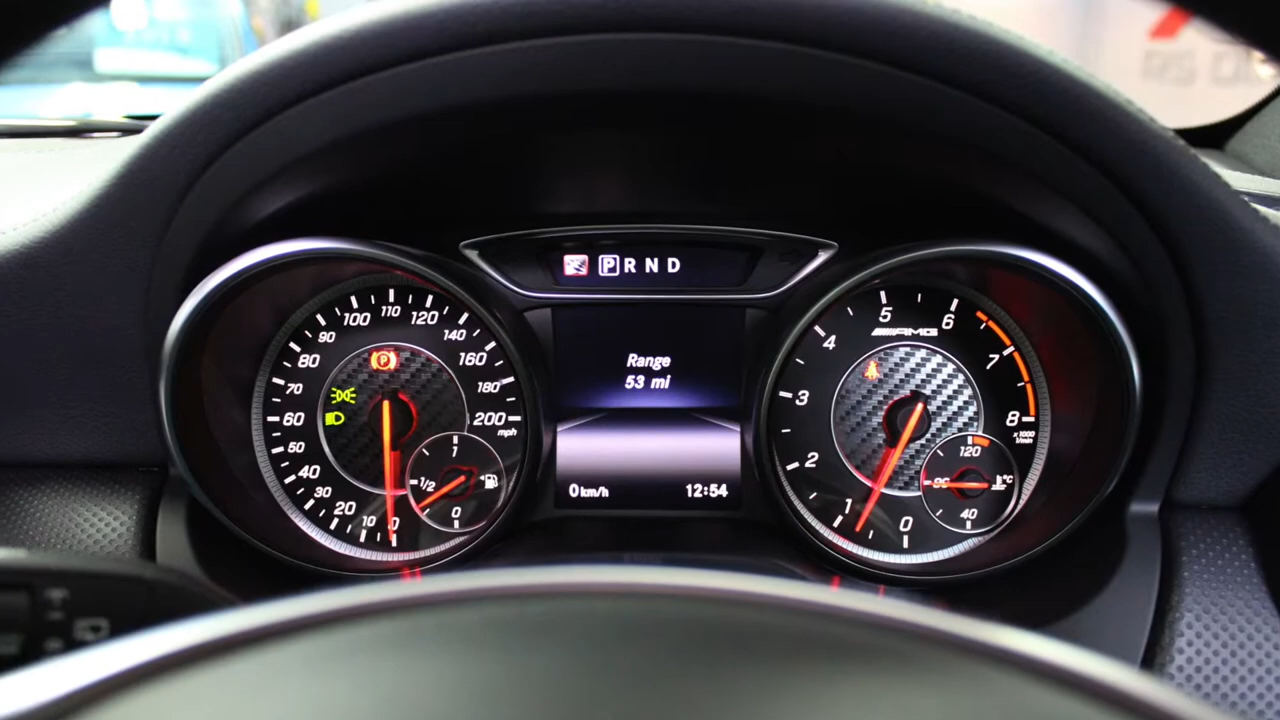 P R N D
100 110 120
90 140
80 160
70 180
60 200
mph
50
40
30
20
10 0
P
1
1/2
0
Range
53 mi
0 km/h 12:54
5 6
AMG
4 7
3 8
x1000
1/min
2
1
0
120
°C
40